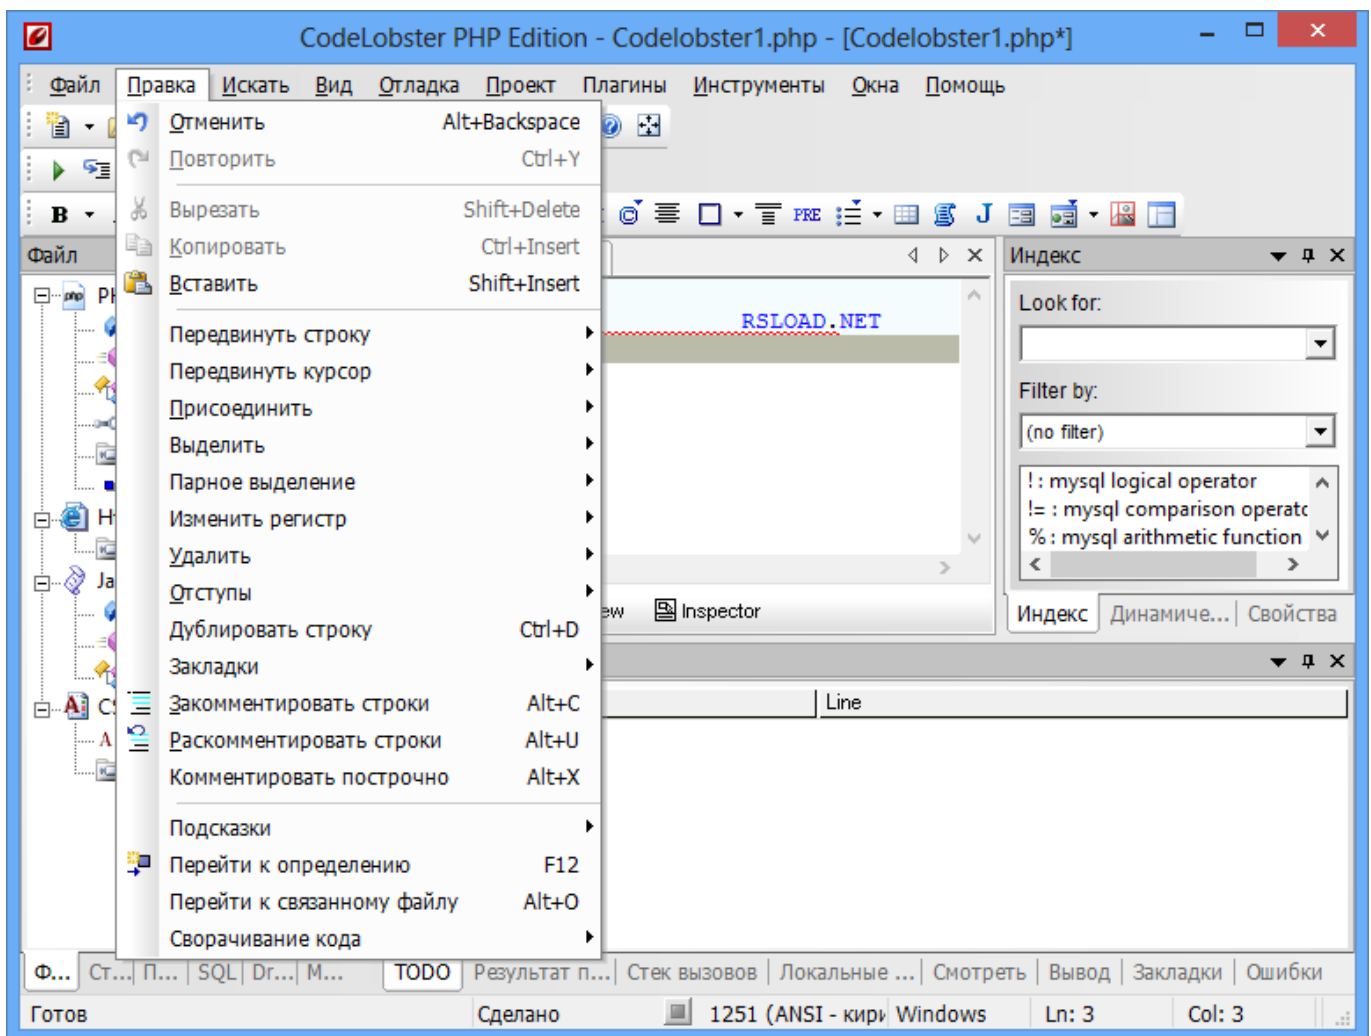 CodeLobster PHP Edition - Codelobster1.php - [Codelobster1.php*]
Файл Правка Искать Вид Отладка Проект Плагины Инструменты Окна Помощь
Отменить Alt+Backspace
Повторить Ctrl+Y
Вырезать Shift+Delete
B PRE J
Копировать Ctrl+Insert
Файл
Индекс
Вставить Shift+Insert
php
Look for:
RSLOAD.NET
Передвинуть строку
Передвинуть курсор
Filter by:
Присоединить
(no filter)
Выделить
Парное выделение
! : mysql logical operator
!= : mysql comparison
% : mysql arithmetic function
Изменить регистр
Удалить
Отступы
Inspector
Индекс Динамиче... Свойства
Дублировать строку Ctrl+D
Закладки
Закомментировать строки Alt+C
Line
Раскомментировать строки Alt+U
Комментировать построчно Alt+X
Подсказки
Перейти к определению F12
Перейти к связанному файлу Alt+O
Сворачивание кода
Ф... Ст... П... SQL Dr... М... TODO Результат п... Стек вызовов Локальные ... Смотреть Вывод Закладки Ошибки
Готов Сделано 1251 (ANSI - Windows Ln: 3 Col: 3